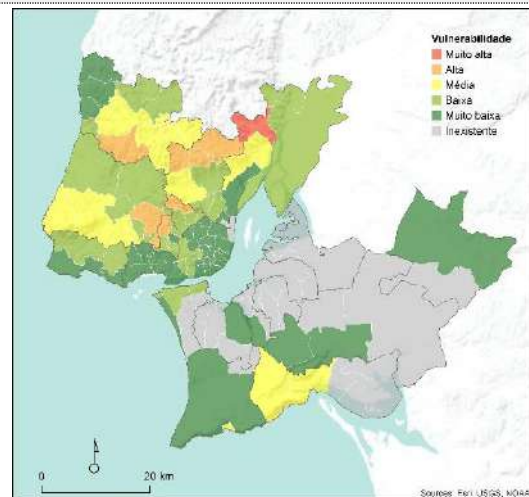 Vulnerabilidade
Muito alta
Alta
Média
Baixa
Muito baixa
Inexistente
0 20 km
Sources: Esri, USGS, NOAA